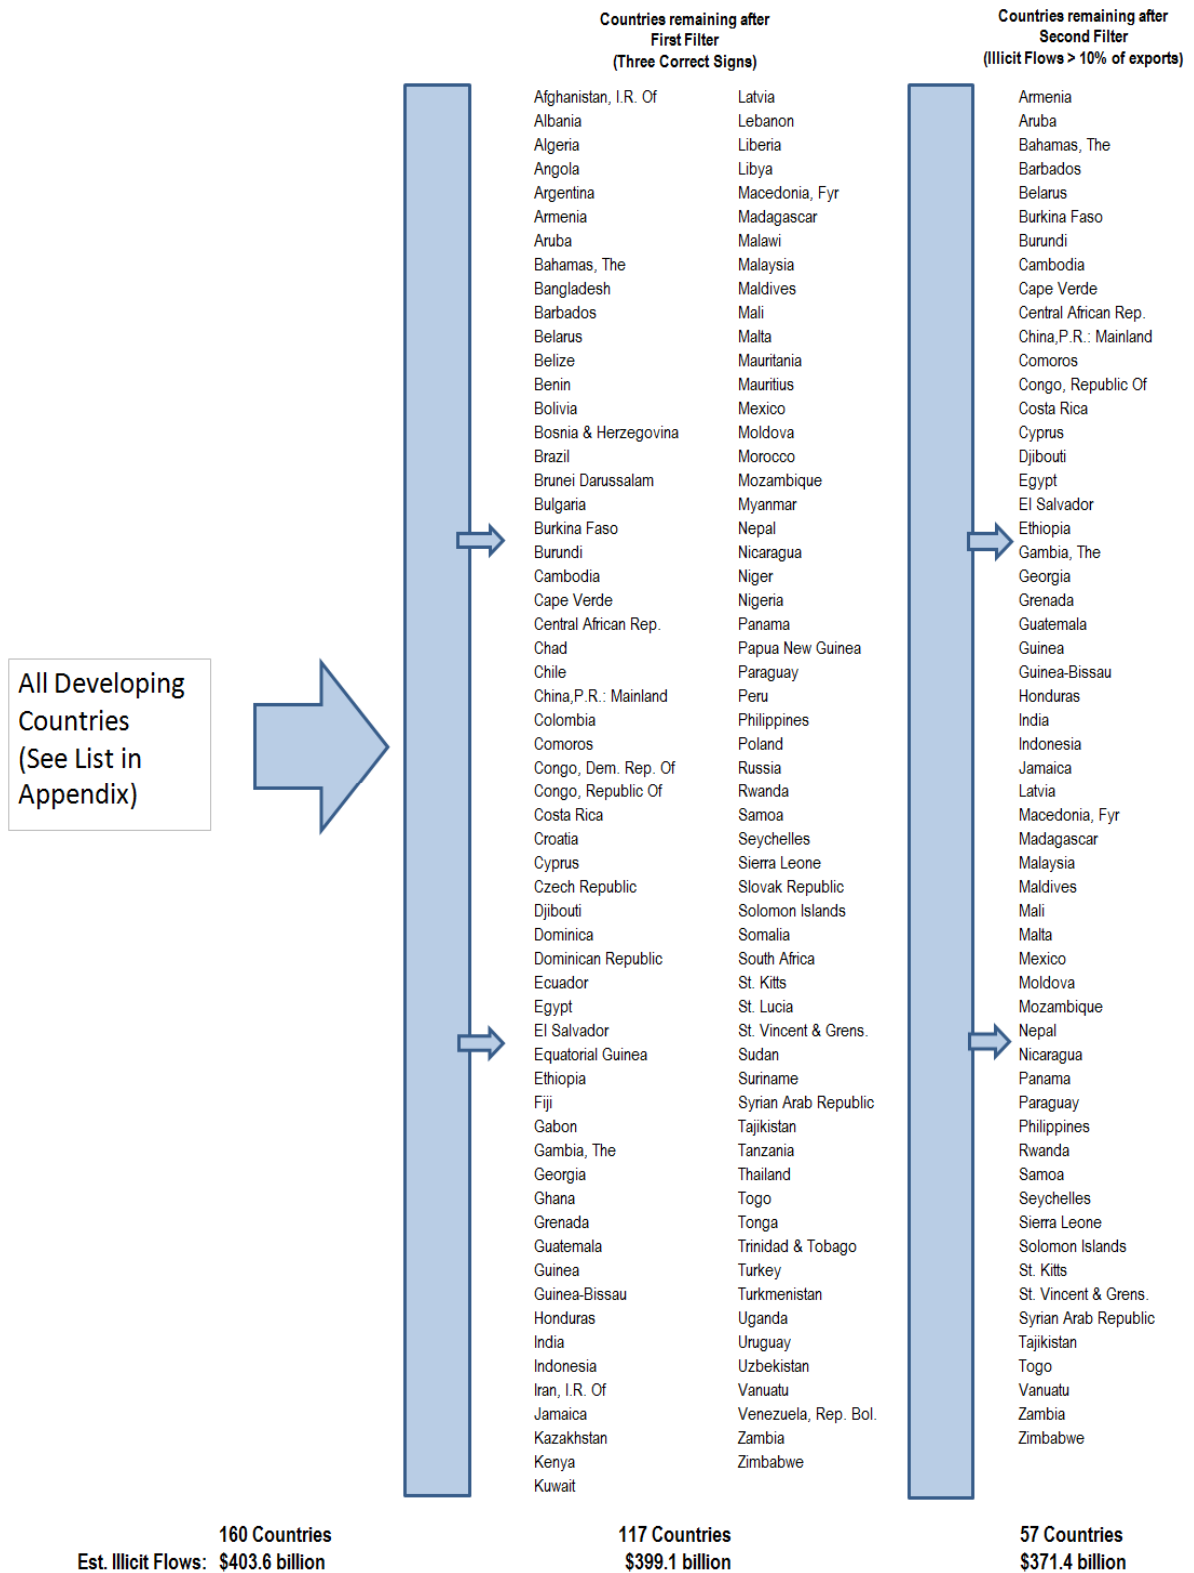 Countries remaining after
First Filter
(Three Correct Signs)
Countries remaining after
Second Filter
(Illicit Flows > 10% of exports)
All Developing
Countries
(See List in
Appendix)
Afghanistan, I.R. Of
Albania
Algeria
Angola
Argentina
Armenia
Aruba
Bahamas, The
Bangladesh
Barbados
Belarus
Belize
Benin
Bolivia
Bosnia & Herzegovina
Brazil
Brunei Darussalam
Bulgaria
Burkina Faso
Burundi
Cambodia
Cape Verde
Central African Rep.
Chad
Chile
China,P.R.: Mainland
Colombia
Comoros
Congo, Dem. Rep. Of
Congo, Republic Of
Costa Rica
Croatia
Cyprus
Czech Republic
Djibouti
Dominica
Dominican Republic
Ecuador
Egypt
El Salvador
Equatorial Guinea
Ethiopia
Fiji
Gabon
Gambia, The
Georgia
Ghana
Grenada
Guatemala
Guinea
Guinea-Bissau
Honduras
India
Indonesia
Iran, I.R. Of
Jamaica
Kazakhstan
Kenya
Kuwait
Latvia
Lebanon
Liberia
Libya
Macedonia, Fyr
Madagascar
Malawi
Malaysia
Maldives
Mali
Malta
Mauritania
Mauritius
Mexico
Moldova
Morocco
Mozambique
Myanmar
Nepal
Nicaragua
Niger
Nigeria
Panama
Papua New Guinea
Paraguay
Peru
Philippines
Poland
Russia
Rwanda
Samoa
Seychelles
Sierra Leone
Slovak Republic
Solomon Islands
Somalia
South Africa
St. Kitts
St. Lucia
St. Vincent & Grens.
Sudan
Suriname
Syrian Arab Republic
Tajikistan
Tanzania
Thailand
Togo
Tonga
Trinidad & Tobago
Turkey
Turkmenistan
Uganda
Uruguay
Uzbekistan
Vanuatu
Venezuela, Rep. Bol.
Zambia
Zimbabwe
Armenia
Aruba
Bahamas, The
Barbados
Belarus
Burkina Faso
Burundi
Cambodia
Cape Verde
Central African Rep.
China,P.R.: Mainland
Comoros
Congo, Republic Of
Costa Rica
Cyprus
Djibouti
Egypt
El Salvador
Ethiopia
Gambia, The
Georgia
Grenada
Guatemala
Guinea
Guinea-Bissau
Honduras
India
Indonesia
Jamaica
Latvia
Macedonia, Fyr
Madagascar
Malaysia
Maldives
Mali
Malta
Mexico
Moldova
Mozambique
Nepal
Nicaragua
Panama
Paraguay
Philippines
Rwanda
Samoa
Seychelles
Sierra Leone
Solomon Islands
St. Kitts
St. Vincent & Grens.
Syrian Arab Republic
Tajikistan
Togo
Vanuatu
Zambia
Zimbabwe
160 Countries
117 Countries
57 Countries
Est. Illicit Flows: $403.6 billion
$399.1 billion
$371.4 billion